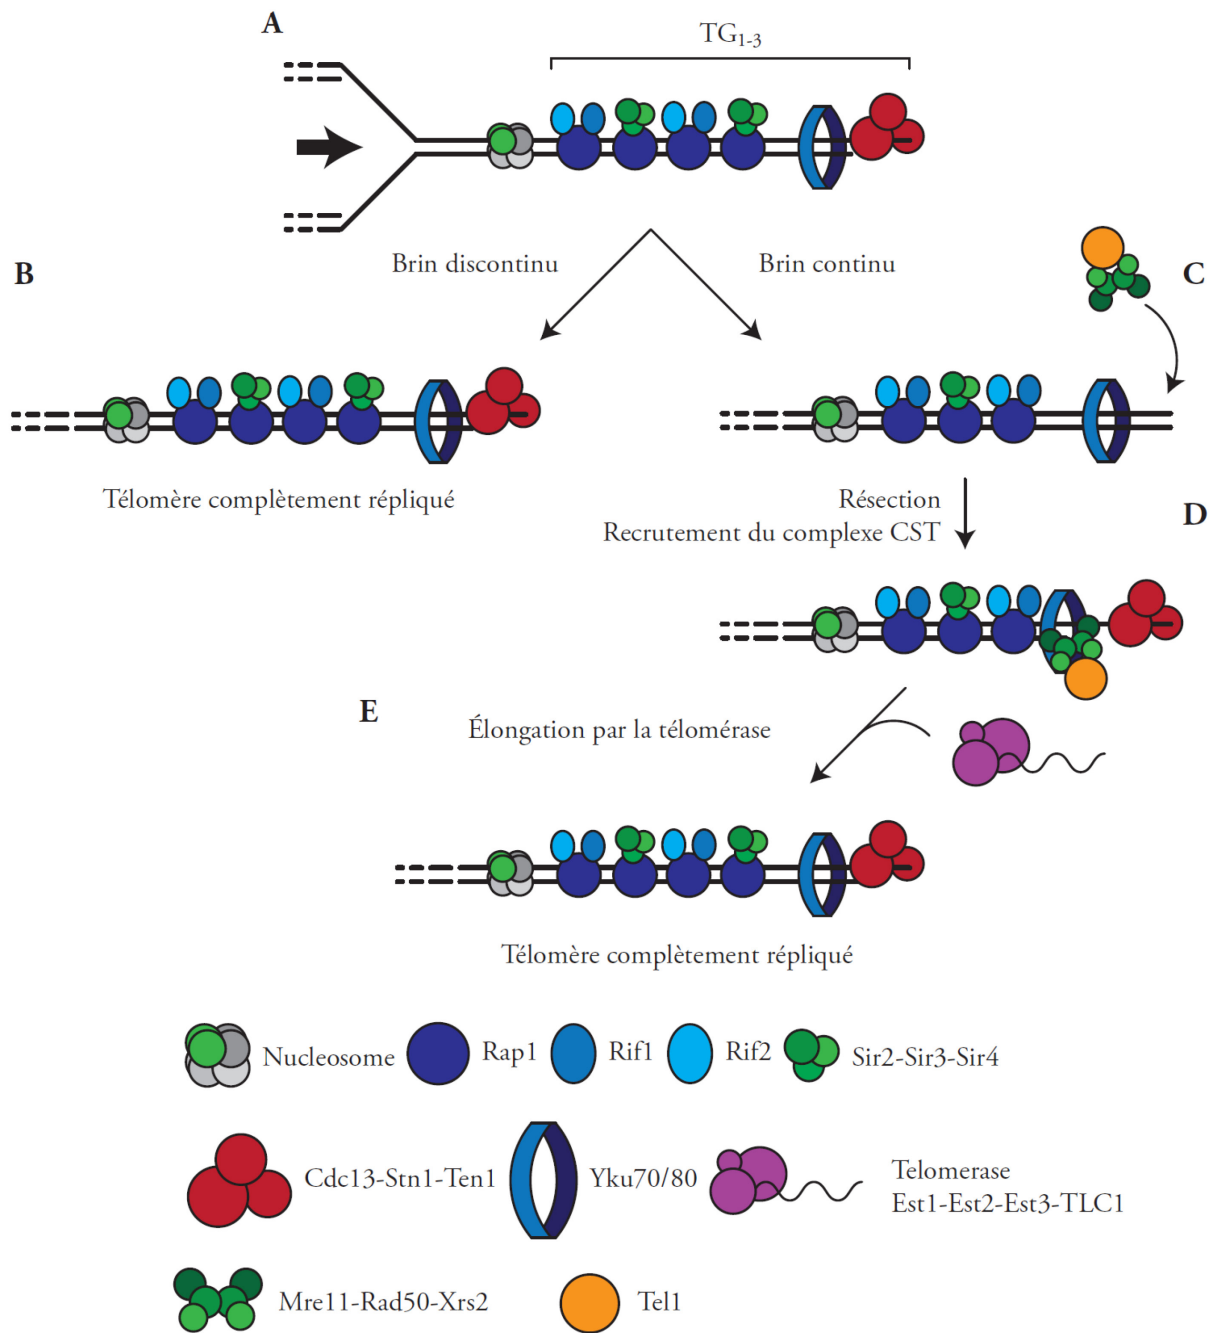 A
TG1-3
Brin discontinu
Brin continu
B
C
Télomère complètement répliqué
Résection
Recrutement du complexe CST
D
E
Élongation par la télomérase
Télomère complètement répliqué
Nucleosome
Rap1
Rif1
Rif2
Sir2-Sir3-Sir4
Cdc13-Stn1-Ten1
Yku70/80
Telomerase
Est1-Est2-Est3-TLC1
Mre11-Rad50-Xrs2
Tel1